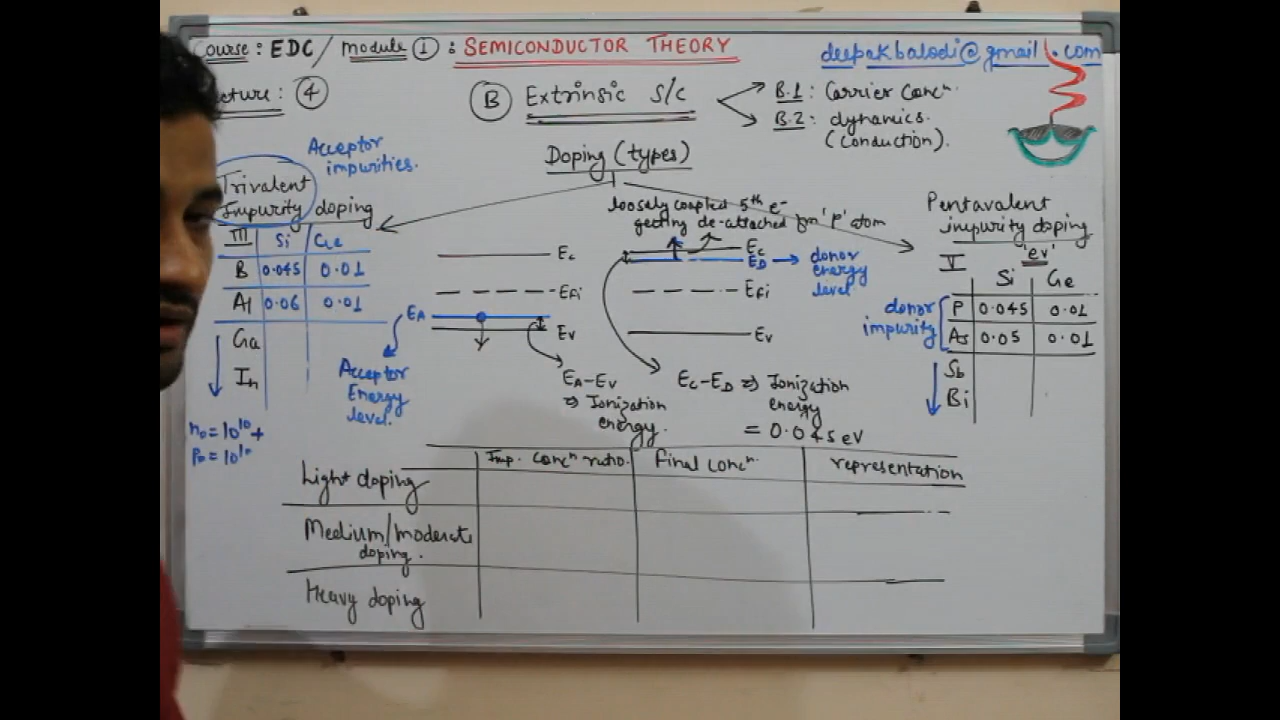 Course: EDC/ Module ① : SEMICONDUCTOR THEORY
deepakbalodi@gmail.com
ecture: ④
Ⓑ Extrinsic S/C
B.1 : Carrier Concⁿ.
B.2 : dynamics.
(Conduction).
Doping (types)
Acceptor
impurities.
Trivalent
Impurity doping
III Si Ge
B 0.045 0.01
Al 0.06 0.01
Ga
In
n₀=10¹⁰+
p₀=10¹⁰
Ec
EFi
EA
Ev
Acceptor
Energy
level.
EA-Ev
⇒ Ionization
energy.
loosely coupled 5th e⁻
getting de-attached frm 'P' atom
Ec
ED → donor
energy
level.
EFi
Ev
Ec-ED ⇒ Ionization
energy
= 0.045eV
Pentavalent
impurity doping
V 'ev'
Si Ge
donor
impurity
P 0.045 0.01
As 0.05 0.01
Sb
Bi
Imp. Concⁿ ratio. Final Concⁿ. representation
Light doping
Medium/moderate
doping.
Heavy doping